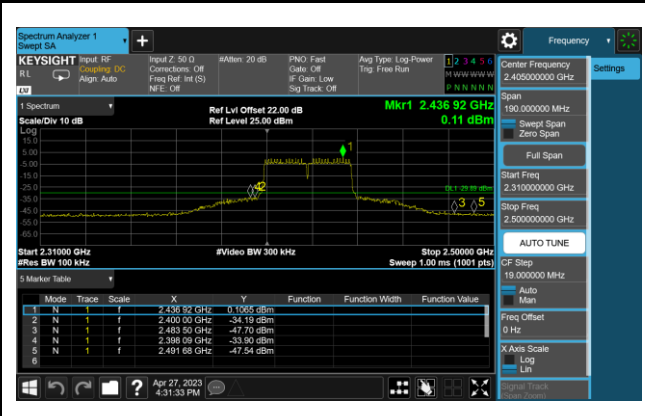 Spectrum Analyzer 1
Swept SA
Frequency
KEYSIGHT
RL
Input: RF
Coupling: DC
Align: Auto
Input Z: 50 Ω
Corrections: Off
Freq Ref: Int (S)
NFE: Off
#Atten: 20 dB
PNO: Fast
Gate: Off
IF Gain: Low
Sig Track: Off
Avg Type: Log-Power
Trig: Free Run
1 2 3 4 5 6
M W W W W W
P N N N N N
LXI
1 Spectrum
Scale/Div 10 dB
Ref Lvl Offset 22.00 dB
Ref Level 25.00 dBm
Mkr1 2.436 92 GHz
0.11 dBm
Log
15.0
5.00
-5.00
-15.0
-25.0
-35.0
-45.0
-55.0
-65.0
1
4 2
3
5
Start 2.31000 GHz
#Res BW 100 kHz
#Video BW 300 kHz
Stop 2.50000 GHz
Sweep 1.00 ms (1001 pts)
5 Marker Table
Mode Trace Scale X Y Function Function Width Function Value
1 N 1 f 2.436 92 GHz 0.1065 dBm
2 N 1 f 2.400 00 GHz -34.19 dBm
3 N 1 f 2.483 50 GHz -47.70 dBm
4 N 1 f 2.398 09 GHz -33.90 dBm
5 N 1 f 2.491 68 GHz -47.54 dBm
6
? Apr 27, 2023
4:31:33 PM
Center Frequency
2.405000000 GHz
Settings
Span
190.000000 MHz
Swept Span
Zero Span
Full Span
Start Freq
2.310000000 GHz
Stop Freq
2.500000000 GHz
AUTO TUNE
CF Step
19.000000 MHz
Auto
Man
Freq Offset
0 Hz
X Axis Scale
Log
Lin
Signal Track
(Span Zoom)